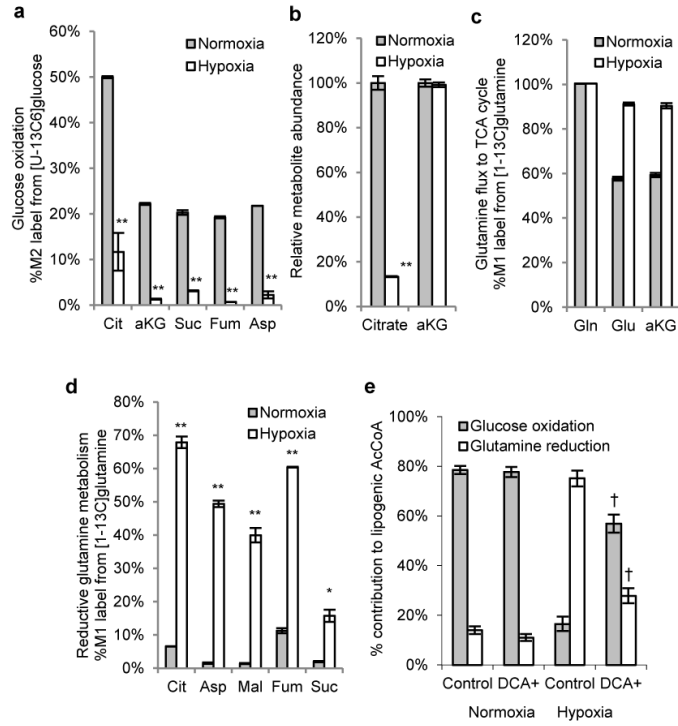 a
Glucose oxidation
%M2 label from [U-13C6]glucose
Normoxia
Hypoxia
60%
50%
40%
30%
20%
10%
0%
**
**
**
**
**
Cit aKG Suc Fum Asp
b
Relative metabolite abundance
Normoxia
Hypoxia
120%
100%
80%
60%
40%
20%
0%
**
Citrate aKG
c
Glutamine flux to TCA cycle
%M1 label from [1-13C]glutamine
Normoxia
Hypoxia
120%
100%
80%
60%
40%
20%
0%
Gln Glu aKG
d
Reductive glutamine metabolism
%M1 label from [1-13C]glutamine
Normoxia
Hypoxia
80%
70%
60%
50%
40%
30%
20%
10%
0%
**
**
**
**
*
Cit Asp Mal Fum Suc
e
% contribution to lipogenic AcCoA
Glucose oxidation
Glutamine reduction
100%
80%
60%
40%
20%
0%
†
†
Control DCA+ Control DCA+
Normoxia Hypoxia